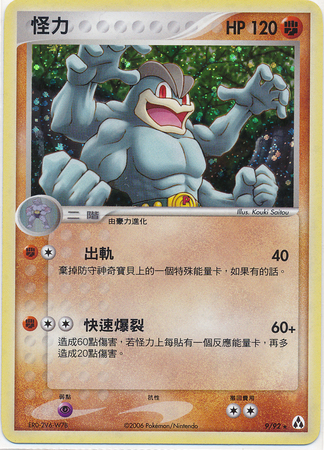 怪力 HP 120
Illus. Kouki Saitou
二階
由豪力進化
出軌 40
棄掉防守神奇寶貝上的一個特殊能量卡，如果有的話。
快速爆裂 60+
造成60點傷害，若怪力上每貼有一個反應能量卡，再多
造成20點傷害。
弱點 抗性 撤回費用
©2006 Pokémon/Nintendo 9/92 ★